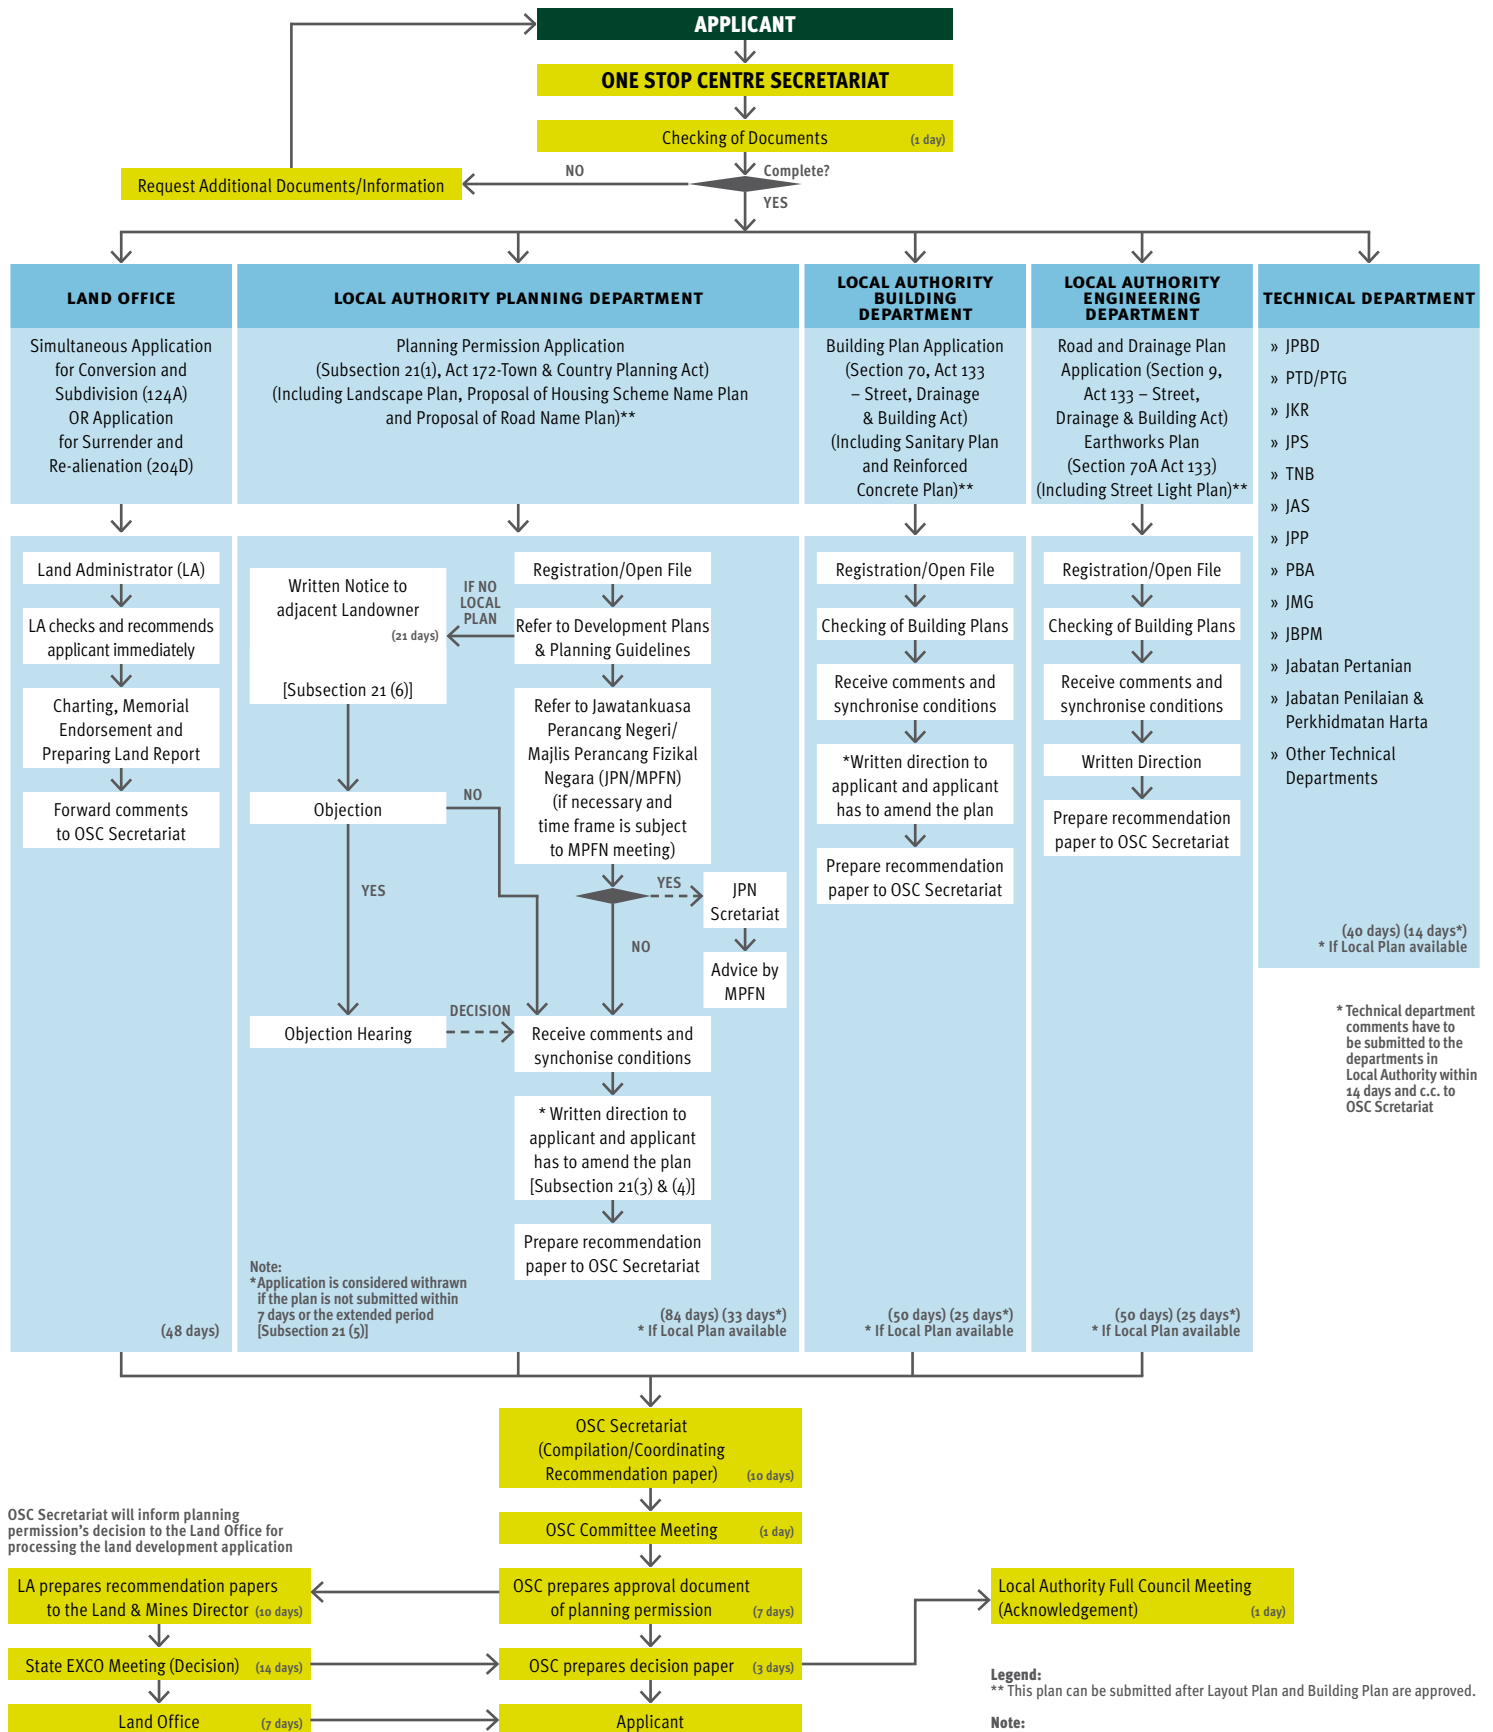 APPLICANT
ONE STOP CENTRE SECRETARIAT
Checking of Documents (1 day)
Complete?
NO
YES
Request Additional Documents/Information
LAND OFFICE
Simultaneous Application
for Conversion and
Subdivision (124A)
OR Application
for Surrender and
Re-alienation (204D)
Land Administrator (LA)
LA checks and recommends
applicant immediately
Charting, Memorial
Endorsement and
Preparing Land Report
Forward comments
to OSC Secretariat
(48 days)
LOCAL AUTHORITY PLANNING DEPARTMENT
Planning Permission Application
(Subsection 21(1), Act 172-Town & Country Planning Act)
(Including Landscape Plan, Proposal of Housing Scheme Name Plan
and Proposal of Road Name Plan)**
Written Notice to
adjacent Landowner
(21 days)
[Subsection 21 (6)]
IF NO
LOCAL
PLAN
Registration/Open File
Refer to Development Plans
& Planning Guidelines
Refer to Jawatankuasa
Perancang Negeri/
Majlis Perancang Fizikal
Negara (JPN/MPFN)
(if necessary and
time frame is subject
to MPFN meeting)
Objection
NO
YES
YES
NO
JPN
Scretariat
Advice by
MPFN
Objection Hearing
DECISION
Receive comments and
synchonise conditions
* Written direction to
applicant and applicant
has to amend the plan
[Subsection 21(3) & (4)]
Prepare recommendation
paper to OSC Secretariat
Note:
* Application is considered withrawn
if the plan is not submitted within
7 days or the extended period
[Subsection 21 (5)]
(84 days) (33 days*)
* If Local Plan available
LOCAL AUTHORITY
BUILDING
DEPARTMENT
Building Plan Application
(Section 70, Act 133
– Street, Drainage
& Building Act)
(Including Sanitary Plan
and Reinforced
Concrete Plan)**
Registration/Open File
Checking of Building Plans
Receive comments and
synchronise conditions
*Written direction to
applicant and applicant
has to amend the plan
Prepare recommendation
paper to OSC Secretariat
(50 days) (25 days*)
* If Local Plan available
LOCAL AUTHORITY
ENGINEERING
DEPARTMENT
Road and Drainage Plan
Application (Section 9,
Act 133 – Street,
Drainage & Building Act)
Earthworks Plan
(Section 70A Act 133)
(Including Street Light Plan)**
Registration/Open File
Checking of Building Plans
Receive comments and
synchronise conditions
Written Direction
Prepare recommendation
paper to OSC Secretariat
(50 days) (25 days*)
* If Local Plan available
TECHNICAL DEPARTMENT
» JPBD
» PTD/PTG
» JKR
» JPS
» TNB
» JAS
» JPP
» PBA
» JMG
» JBPM
» Jabatan Pertanian
» Jabatan Penilaian &
Perkhidmatan Harta
» Other Technical
Departments
(40 days) (14 days*)
* If Local Plan available
* Technical department
comments have to
be submitted to the
departments in
Local Authority within
14 days and c.c. to
OSC Scretariat
OSC Secretariat
(Compilation/Coordinating
Recommendation paper) (10 days)
OSC Committee Meeting (1 day)
OSC Secretariat will inform planning
permission's decision to the Land Office for
processing the land development application
LA prepares recommendation papers
to the Land & Mines Director (10 days)
OSC prepares approval document
of planning permission (7 days)
Local Authority Full Council Meeting
(Acknowledgement) (1 day)
State EXCO Meeting (Decision) (14 days)
OSC prepares decision paper (3 days)
Land Office (7 days)
Applicant
Legend:
** This plan can be submitted after Layout Plan and Building Plan are approved.
Note: